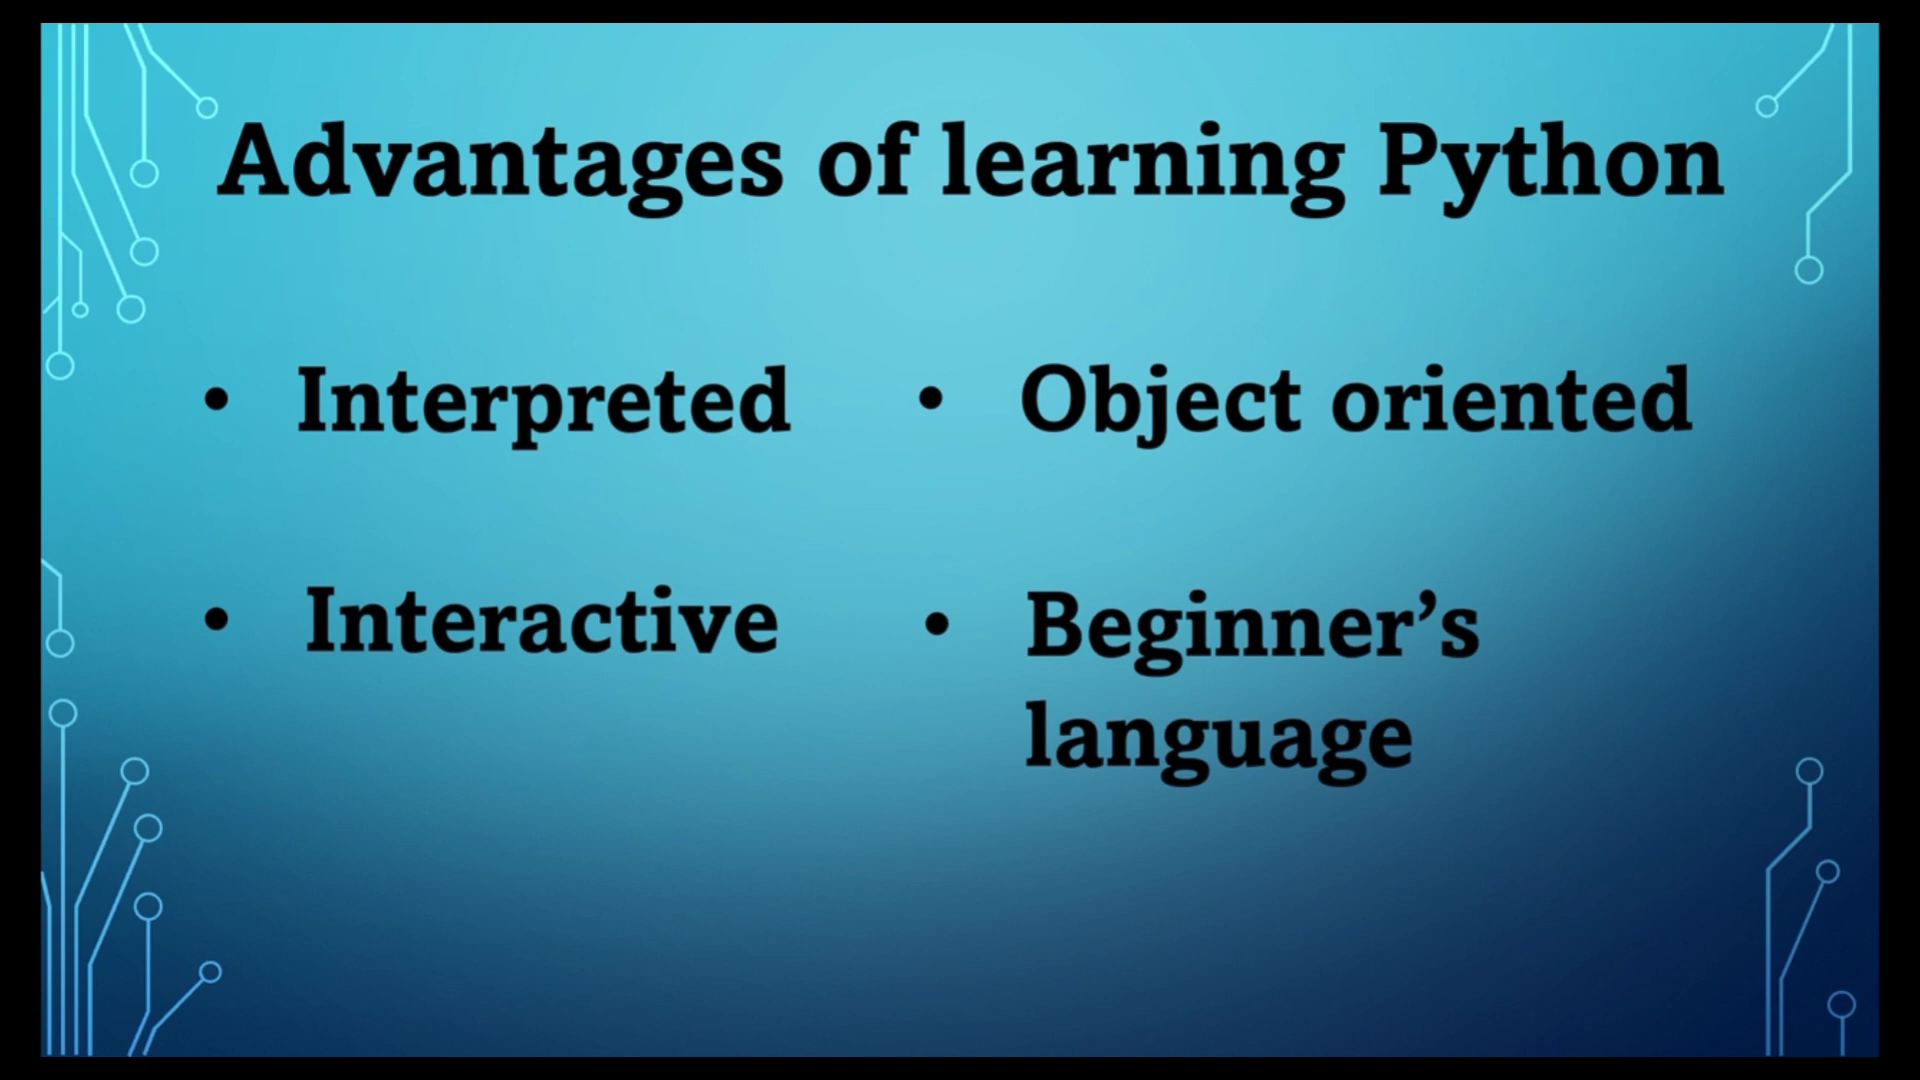 Advantages of learning Python
• Interpreted
• Interactive
• Object oriented
• Beginner’s
language